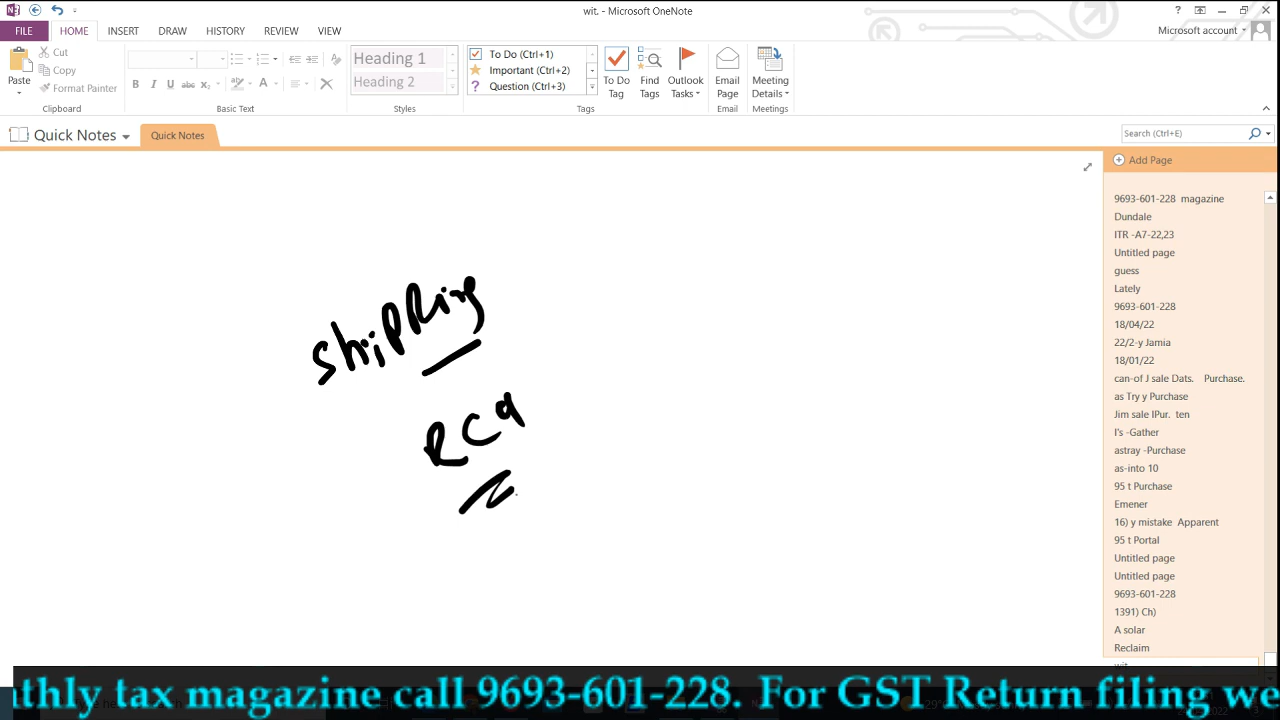 wit. - Microsoft OneNote
FILE HOME INSERT DRAW HISTORY REVIEW VIEW
Microsoft account
Paste
Cut
Copy
Format Painter
Clipboard
B I U abc
Basic Text
Heading 1
Heading 2
Styles
To Do (Ctrl+1)
Important (Ctrl+2)
Question (Ctrl+3)
To Do Tag
Find Tags
Tags
Outlook Tasks
Email Page
Email
Meeting Details
Meetings
Quick Notes
Quick Notes
Search (Ctrl+E)
Add Page
9693-601-228 magazine
Dundale
ITR -A7-22,23
Untitled page
guess
Lately
9693-601-228
18/04/22
22/2-y Jamia
18/01/22
can-of J sale Dats. Purchase.
as Try y Purchase
Jim sale IPur. ten
I's -Gather
astray -Purchase
as-into 10
95 t Purchase
Emener
16) y mistake Apparent
95 t Portal
Untitled page
Untitled page
9693-601-228
1391) Ch)
A solar
Reclaim
wit.
shipping
thly tax magazine call 9693-601-228. For GST Return filing we